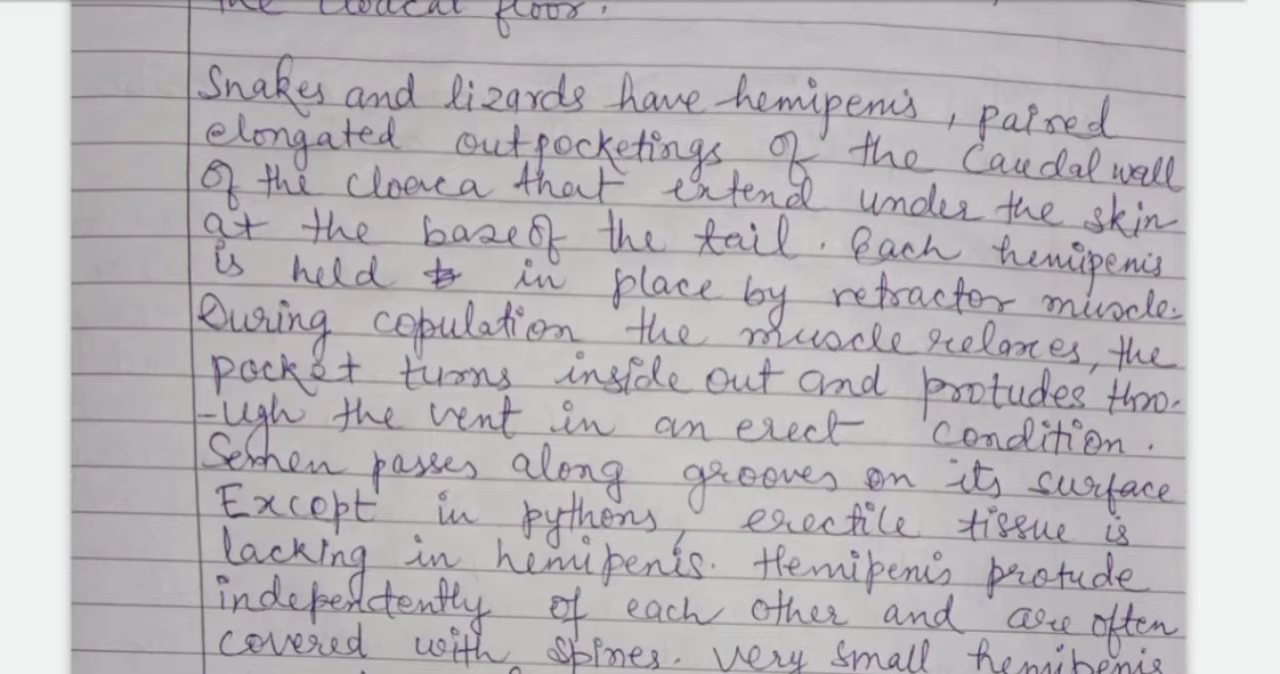 the cloacal floor.
Snakes and lizards have hemipenis, paired
elongated outpocketings of the Caudal wall
of the cloaca that extend under the skin
at the base of the tail. Each hemipenis
is held in place by retractor muscle.
During copulation the muscle relaxes, the
pocket turns inside out and protudes thro-
-ugh the vent in an erect condition.
Semen passes along grooves on its surface
Except in pythons, erectile tissue is
lacking in hemipenis. Hemipenis protude
independently of each other and are often
covered with spines. Very small hemipenis